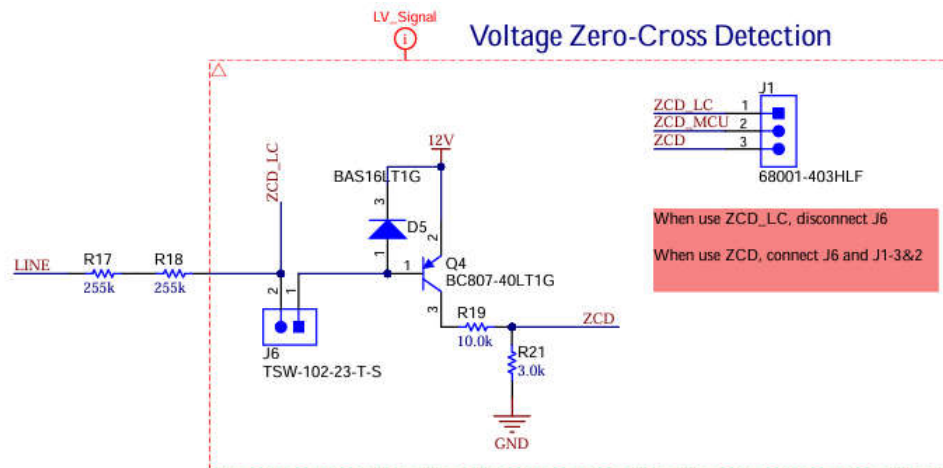 LV_Signal
i
Voltage Zero-Cross Detection
J1
ZCD_LC 1
ZCD_MCU 2
ZCD 3
68001-403HLF
12V
ZCD_LC
BAS16LT1G
3
D5
2
When use ZCD_LC, disconnect J6
When use ZCD, connect J6 and J1-3&2
R17
R18
LINE
255k
255k
1
1
Q4
BC807-40LT1G
2
1
3
R19
ZCD
10.0k
J6
R21
TSW-102-23-T-S
3.0k
GND